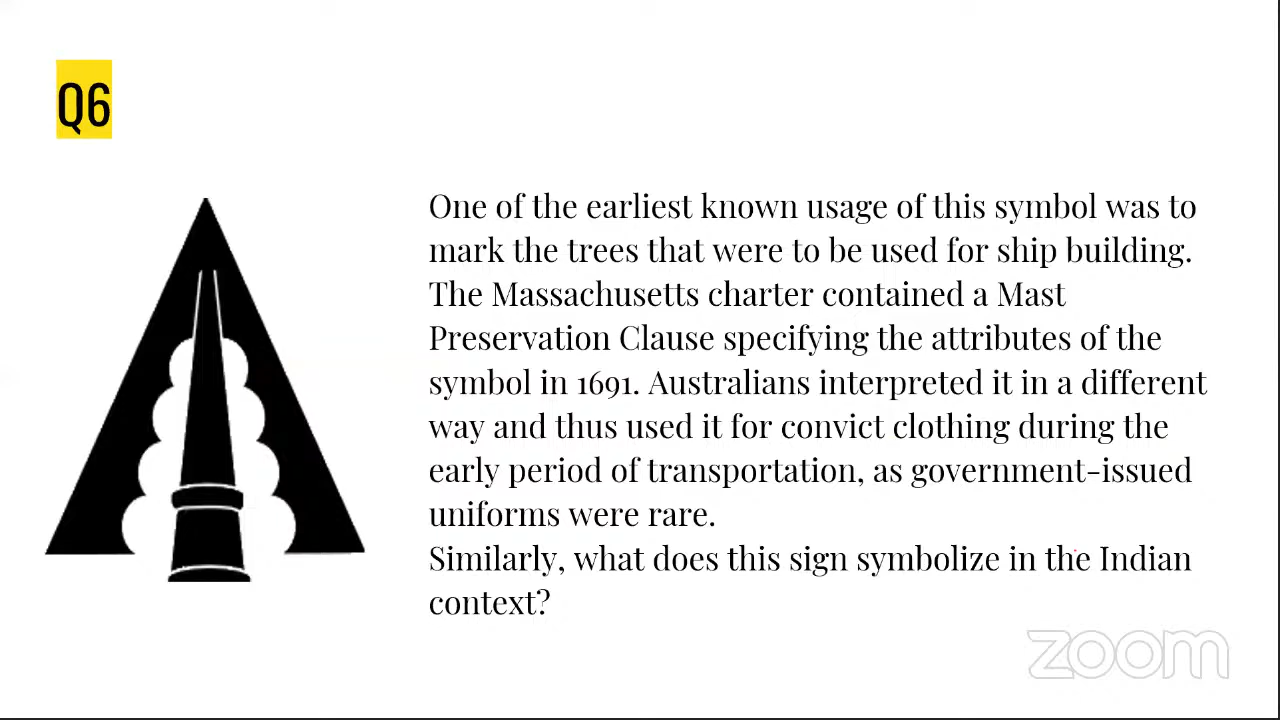 Q6
One of the earliest known usage of this symbol was to
mark the trees that were to be used for ship building.
The Massachusetts charter contained a Mast
Preservation Clause specifying the attributes of the
symbol in 1691. Australians interpreted it in a different
way and thus used it for convict clothing during the
early period of transportation, as government-issued
uniforms were rare.
Similarly, what does this sign symbolize in the Indian
context?
zoom